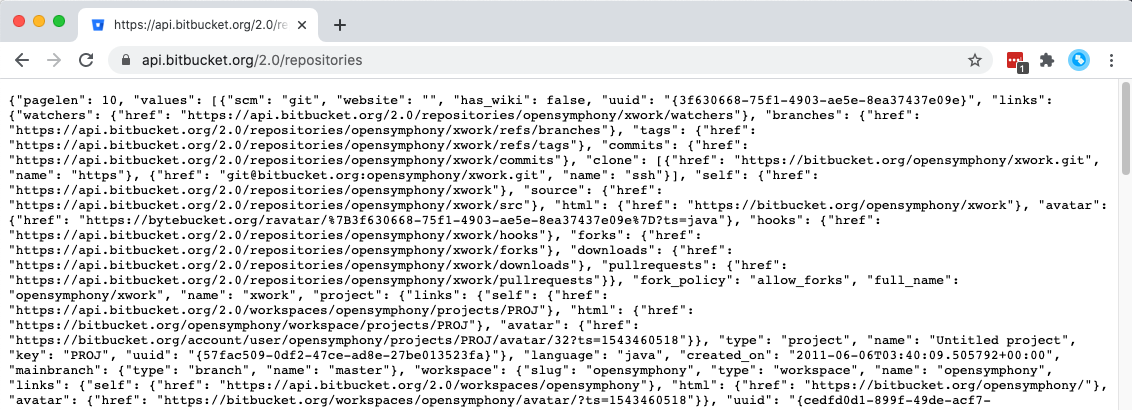 https://api.bitbucket.org/2.0/re
api.bitbucket.org/2.0/repositories
1
{"pagelen": 10, "values": [{"scm": "git", "website": "", "has_wiki": false, "uuid": "{3f630668-75f1-4903-ae5e-8ea37437e09e}", "links":
{"watchers": {"href": "https://api.bitbucket.org/2.0/repositories/opensymphony/xwork/watchers"}, "branches": {"href":
"https://api.bitbucket.org/2.0/repositories/opensymphony/xwork/refs/branches"}, "tags": {"href":
"https://api.bitbucket.org/2.0/repositories/opensymphony/xwork/refs/tags"}, "commits": {"href":
"https://api.bitbucket.org/2.0/repositories/opensymphony/xwork/commits"}, "clone": [{"href": "https://bitbucket.org/opensymphony/xwork.git",
"name": "https"}, {"href": "git@bitbucket.org:opensymphony/xwork.git", "name": "ssh"}], "self": {"href":
"https://api.bitbucket.org/2.0/repositories/opensymphony/xwork"}, "source": {"href":
"https://api.bitbucket.org/2.0/repositories/opensymphony/xwork/src"}, "html": {"href": "https://bitbucket.org/opensymphony/xwork"}, "avatar":
{"href": "https://bytebucket.org/ravatar/%7B3f630668-75f1-4903-ae5e-8ea37437e09e%7D?ts=java"}, "hooks": {"href":
"https://api.bitbucket.org/2.0/repositories/opensymphony/xwork/hooks"}, "forks": {"href":
"https://api.bitbucket.org/2.0/repositories/opensymphony/xwork/forks"}, "downloads": {"href":
"https://api.bitbucket.org/2.0/repositories/opensymphony/xwork/downloads"}, "pullrequests": {"href":
"https://api.bitbucket.org/2.0/repositories/opensymphony/xwork/pullrequests"}}, "fork_policy": "allow_forks", "full_name":
"opensymphony/xwork", "name": "xwork", "project": {"links": {"self": {"href":
"https://api.bitbucket.org/2.0/workspaces/opensymphony/projects/PROJ"}, "html": {"href":
"https://bitbucket.org/opensymphony/workspace/projects/PROJ"}, "avatar": {"href":
"https://bitbucket.org/account/user/opensymphony/projects/PROJ/avatar/32?ts=1543460518"}}, "type": "project", "name": "Untitled project",
"key": "PROJ", "uuid": "{57fac509-0df2-47ce-ad8e-27be013523fa}"}, "language": "java", "created_on": "2011-06-06T03:40:09.505792+00:00",
"mainbranch": {"type": "branch", "name": "master"}, "workspace": {"slug": "opensymphony", "type": "workspace", "name": "opensymphony",
"links": {"self": {"href": "https://api.bitbucket.org/2.0/workspaces/opensymphony"}, "html": {"href": "https://bitbucket.org/opensymphony/"},
"avatar": {"href": "https://bitbucket.org/workspaces/opensymphony/avatar/?ts=1543460518"}}, "uuid": "{cedfd0d1-899f-49de-acf7-